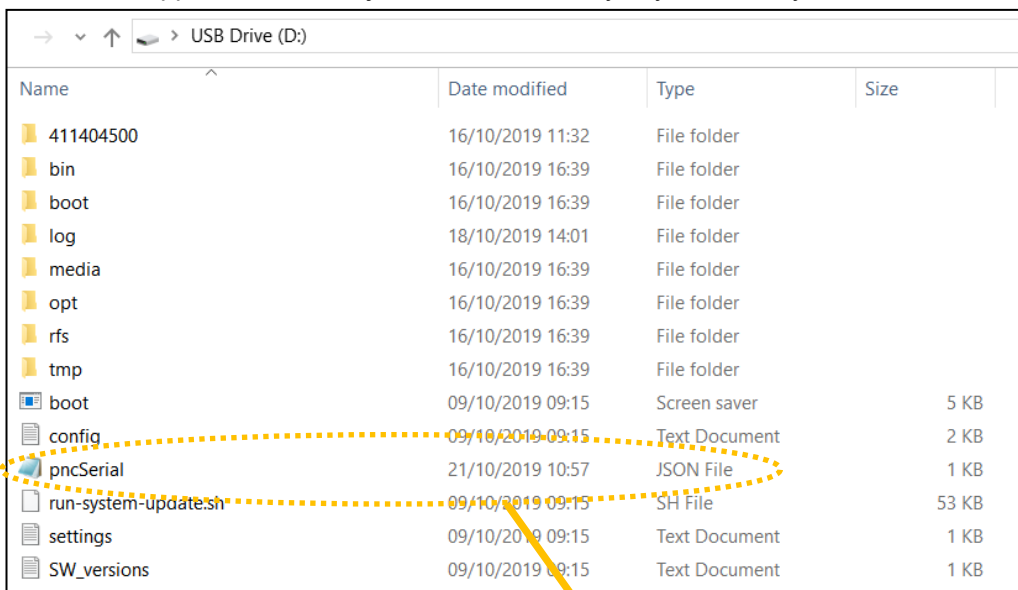 USB Drive (D:)
Name Date modified Type Size
411404500 16/10/2019 11:32 File folder
bin 16/10/2019 16:39 File folder
boot 16/10/2019 16:39 File folder
log 18/10/2019 14:01 File folder
media 16/10/2019 16:39 File folder
opt 16/10/2019 16:39 File folder
rfs 16/10/2019 16:39 File folder
tmp 16/10/2019 16:39 File folder
boot 09/10/2019 09:15 Screen saver 5 KB
config 09/10/2019 09:15 Text Document 2 KB
pncSerial 21/10/2019 10:57 JSON File 1 KB
run-system-update.sh 09/10/2019 09:15 SH File 53 KB
settings 09/10/2019 09:15 Text Document 1 KB
SW_versions 09/10/2019 09:15 Text Document 1 KB